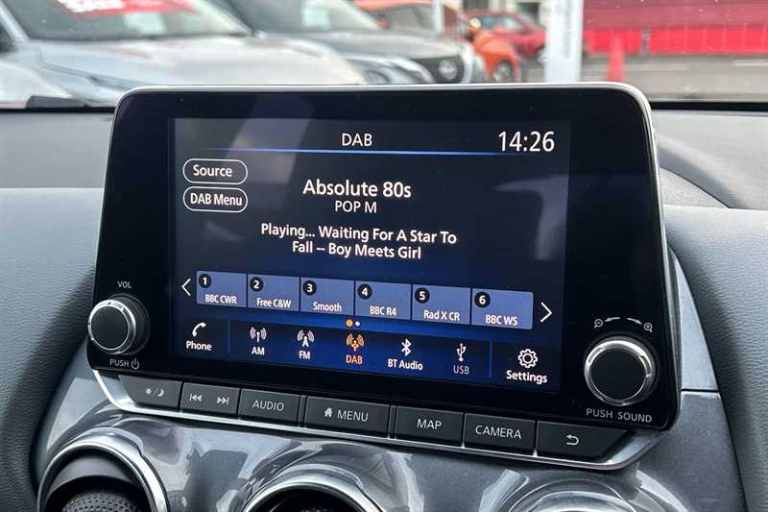 DAB
14:26
Source
DAB Menu
Absolute 80s
POP M
Playing... Waiting For A Star To
Fall – Boy Meets Girl
1 2 3 4 5 6
BBC CWR Free C&W Smooth BBC R4 Rad X CR BBC WS
Phone AM FM DAB BT Audio USB Settings
VOL
PUSH
PUSH SOUND
AUDIO MENU MAP CAMERA